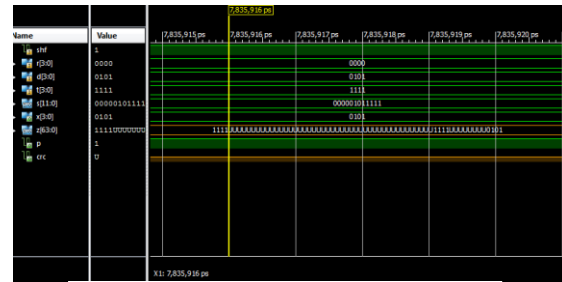 7,835,916 ps
Name Value 7,835,915 ps 7,835,916 ps 7,835,917 ps 7,835,918 ps 7,835,919 ps 7,835,920 ps
shf 1
r[3:0] 0000 0000
d[3:0] 0101 0101
t[3:0] 1111 1111
t[11:0] 00000101111 000001011111
x[3:0] 0101 0101
p 1
crc U
X1: 7,835,916 ps